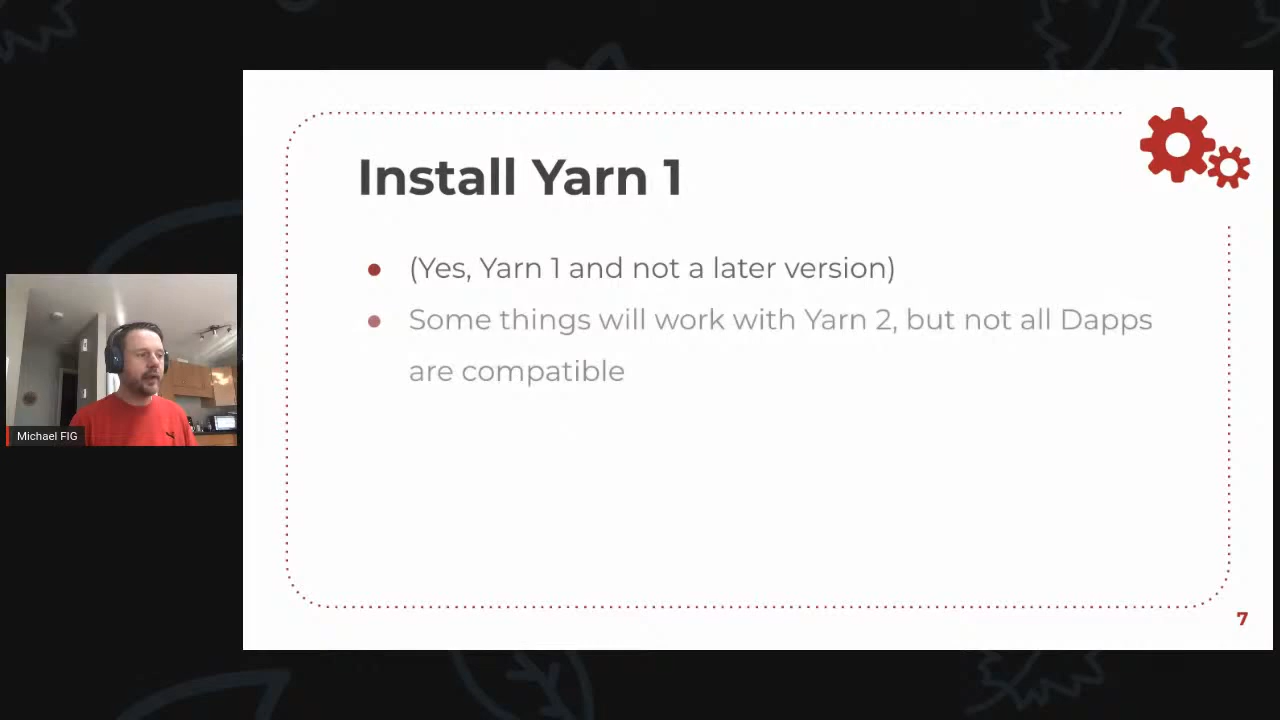 Install Yarn 1
(Yes, Yarn 1 and not a later version)
Some things will work with Yarn 2, but not all Dapps
are compatible
Michael FIG
7